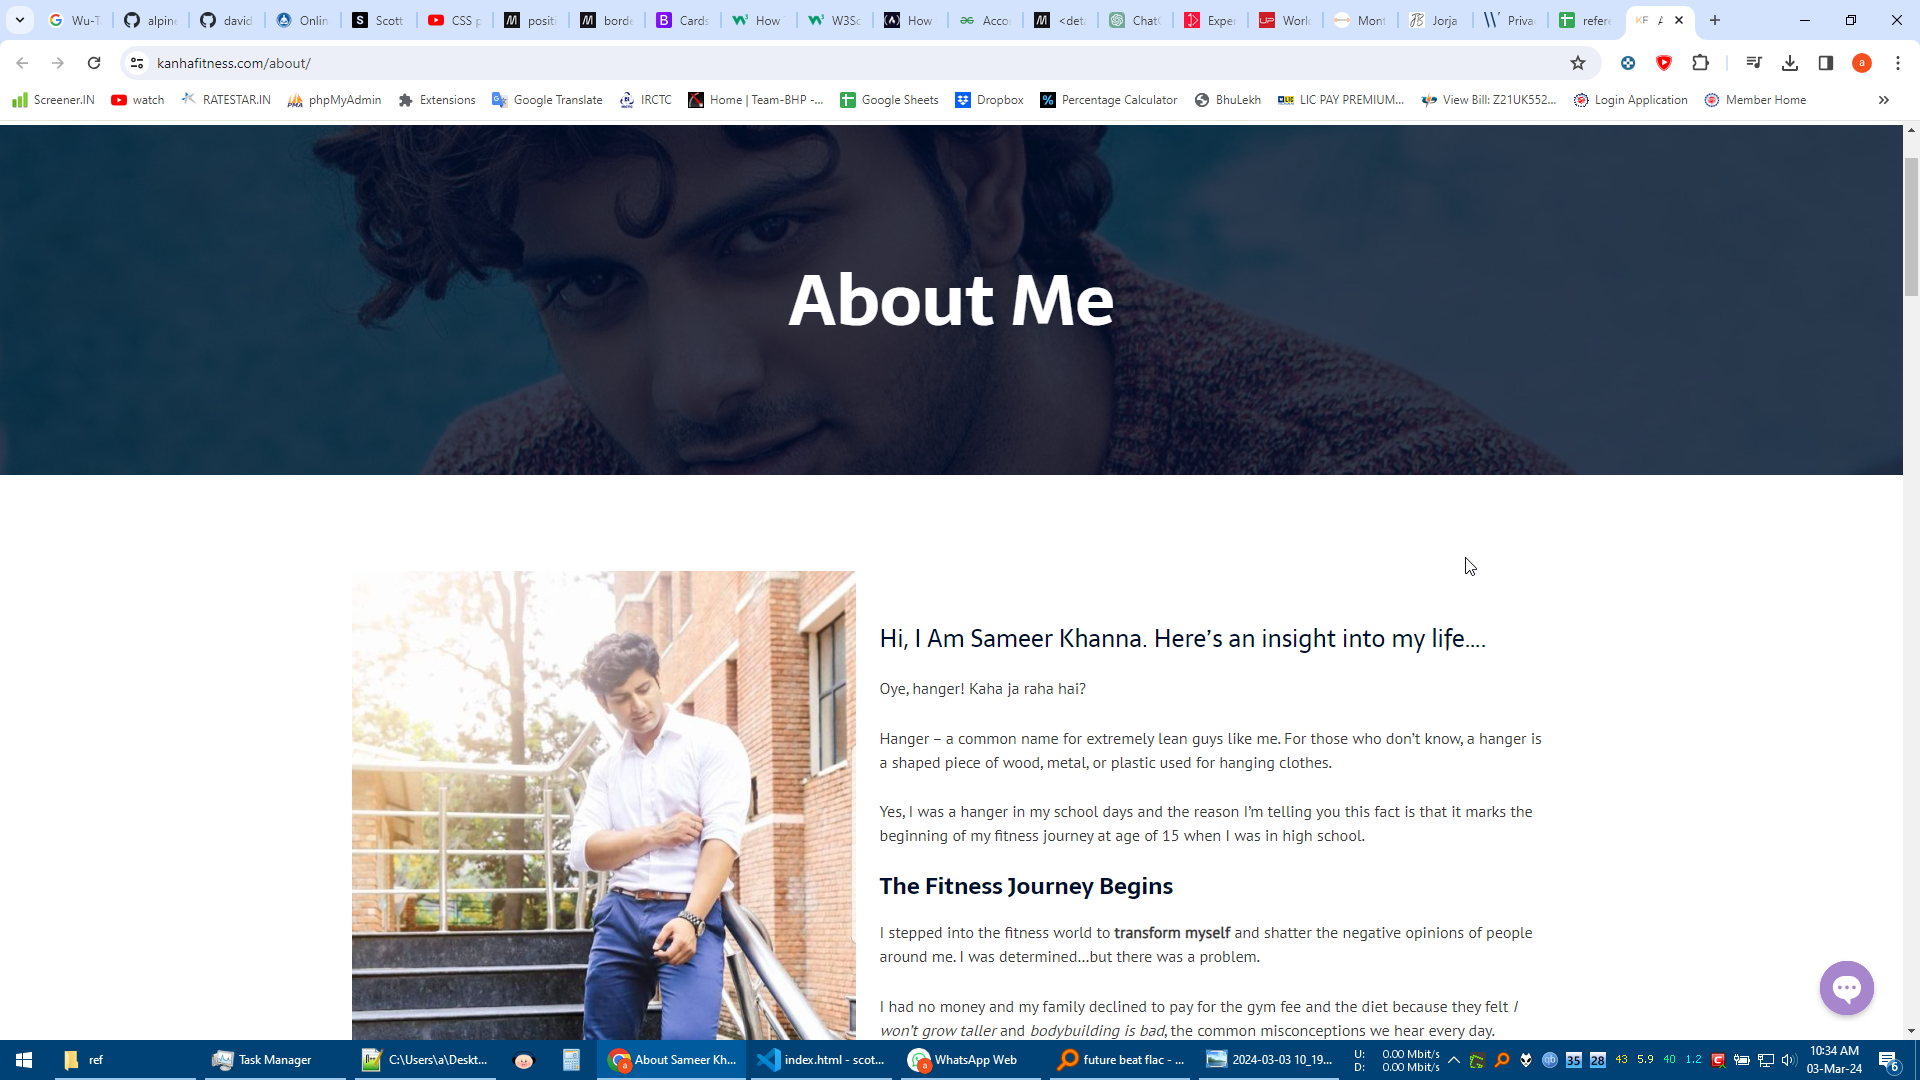 Wu-T
alpine
david
Onlin
Scott
CSS p
positi
borde
Cards
How
W3Sc
How
Acco
<deta
ChatG
Exper
World
Mont
Jorja
Priva
refere
KF
kanhafitness.com/about/
a
Screener.IN
watch
RATESTAR.IN
phpMyAdmin
Extensions
Google Translate
IRCTC
Home | Team-BHP -...
Google Sheets
Dropbox
Percentage Calculator
BhuLekh
LIC PAY PREMIUM...
View Bill: Z21UK552...
Login Application
Member Home
About Me
Hi, I Am Sameer Khanna. Here’s an insight into my life….
Oye, hanger! Kaha ja raha hai?
Hanger – a common name for extremely lean guys like me. For those who don’t know, a hanger is
a shaped piece of wood, metal, or plastic used for hanging clothes.
Yes, I was a hanger in my school days and the reason I’m telling you this fact is that it marks the
beginning of my fitness journey at age of 15 when I was in high school.
The Fitness Journey Begins
I stepped into the fitness world to transform myself and shatter the negative opinions of people
around me. I was determined…but there was a problem.
I had no money and my family declined to pay for the gym fee and the diet because they felt I
won’t grow taller and bodybuilding is bad, the common misconceptions we hear every day.
ref
Task Manager
C:\Users\a\Deskt...
About Sameer Kh...
index.html - scot...
WhatsApp Web
future beat flac - ...
2024-03-03 10_19...
U: 0.00 Mbit/s
D: 0.00 Mbit/s
35
28
43
5.9
40
1.2
10:34 AM
03-Mar-24
6